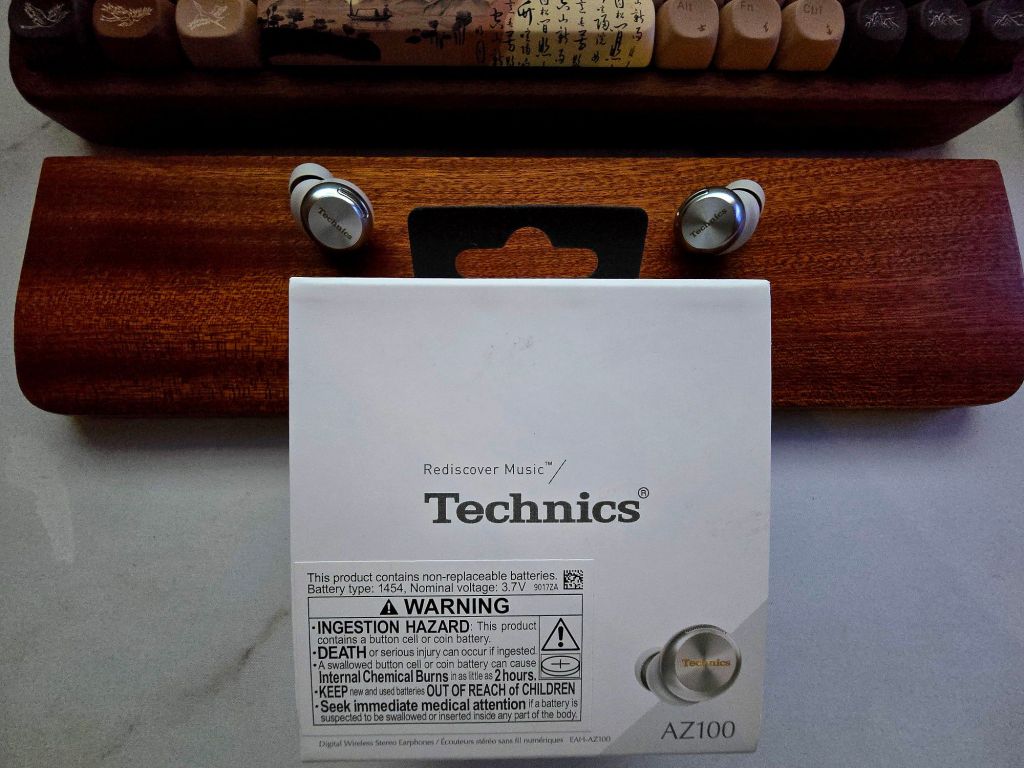 Alt Fn Ctrl
Technics
Technics
Rediscover Music™
Technics®
This product contains non-replaceable batteries.
Battery type: 1454, Nominal voltage: 3.7V 9017ZA
WARNING
•INGESTION HAZARD: This product
contains a button cell or coin battery.
•DEATH or serious injury can occur if ingested.
•A swallowed button cell or coin battery can cause
Internal Chemical Burns in as little as 2 hours.
•KEEP new and used batteries OUT OF REACH of CHILDREN
•Seek immediate medical attention if a battery is
suspected to be swallowed or inserted inside any part of the body.
Technics
AZ100
Digital Wireless Stereo Earphones / Écouteurs stéréo sans fil numériques EAH-AZ100